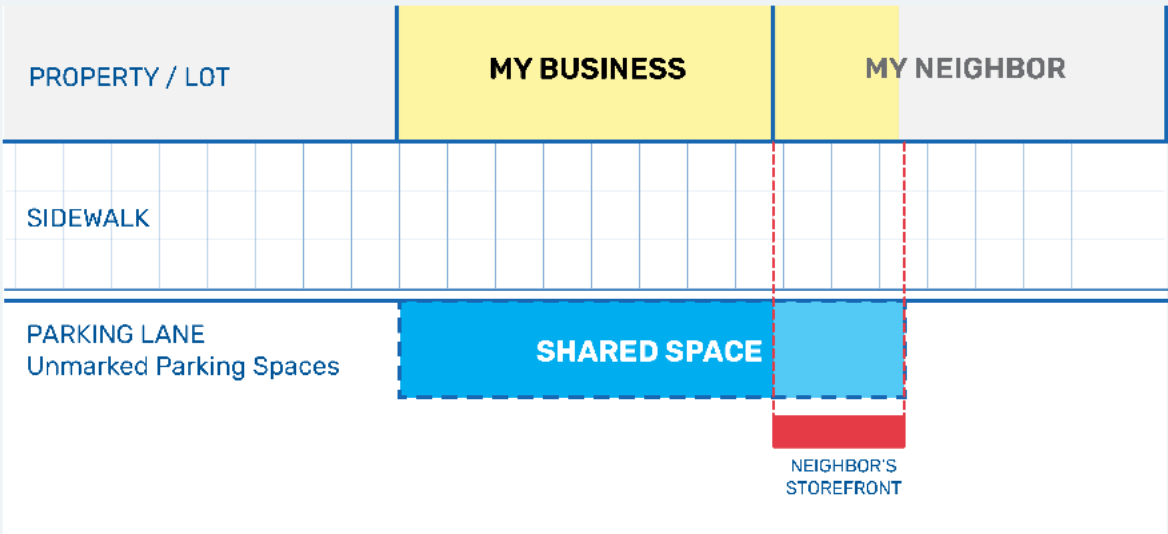 PROPERTY / LOT
MY BUSINESS
MY NEIGHBOR
SIDEWALK
PARKING LANE
Unmarked Parking Spaces
SHARED SPACE
NEIGHBOR'S
STOREFRONT